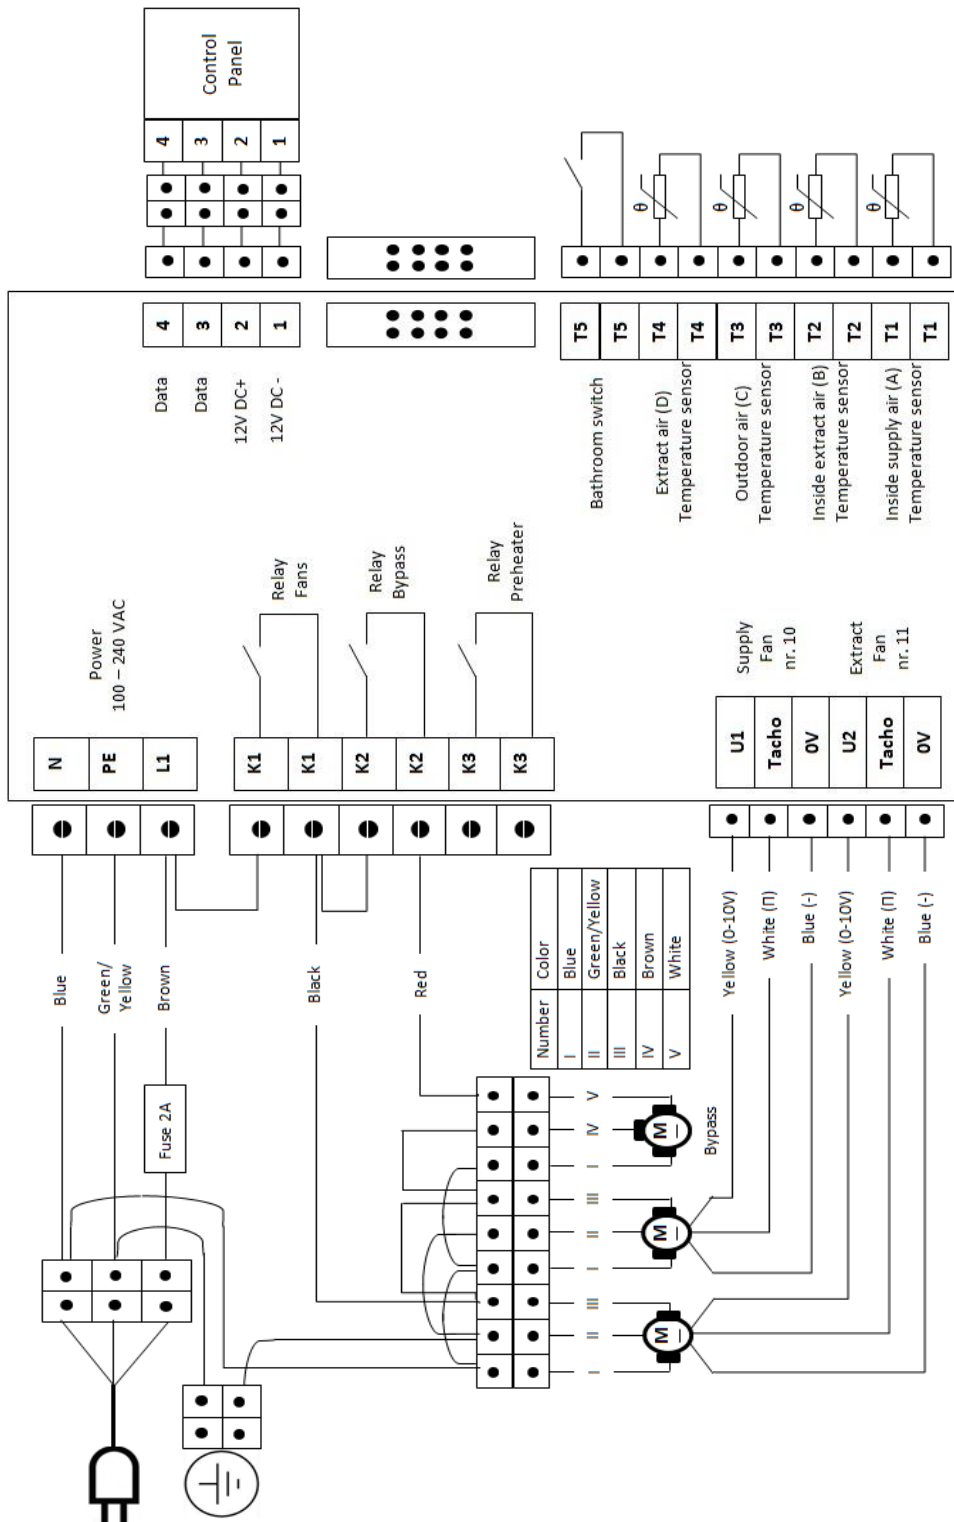 Control
Panel
4
3
2
1
4
3
2
1
Data
Data
12V DC+
12V DC -
T5
T5
T4
T4
T3
T3
T2
T2
T1
T1
θ
θ
θ
θ
Bathroom switch
Extract air (D)
Temperature sensor
Outdoor air (C)
Temperature sensor
Inside extract air (B)
Temperature sensor
Inside supply air (A)
Temperature sensor
Power
100 – 240 VAC
Relay
Fans
Relay
Bypass
Relay
Preheater
Supply
Fan
nr. 10
Extract
Fan
nr. 11
N
PE
L1
K1
K1
K2
K2
K3
K3
U1
Tacho
0V
U2
Tacho
0V
Blue
Green/
Yellow
Brown
Black
Red
Number Color
I Blue
II Green/Yellow
III Black
IV Brown
V White
Yellow (0-10V)
White (Π)
Blue (-)
Yellow (0-10V)
White (Π)
Blue (-)
Fuse 2A
V
IV
I
III
II
I
III
II
I
M
M
M
Bypass